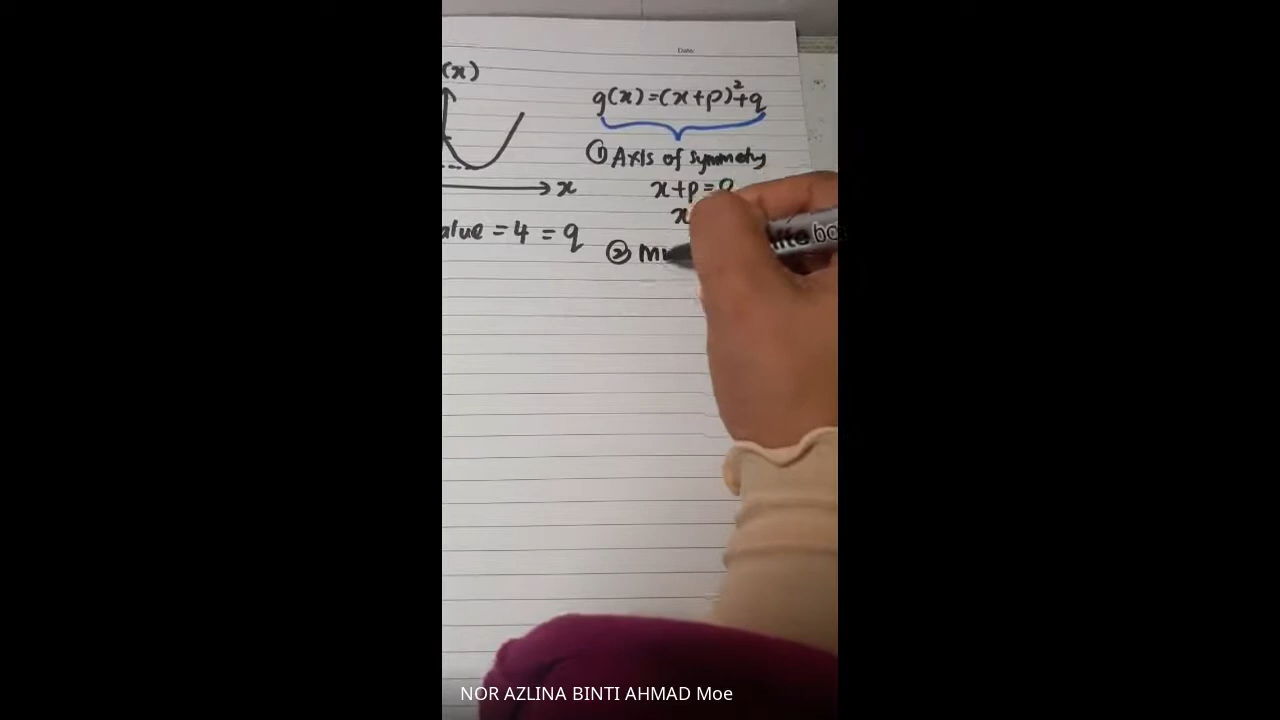 Date:
(x)
g(x)=(x+p)²+q
① Axis of symmetry
x+p=0
x
x
alue = 4 = q
②
NOR AZLINA BINTI AHMAD Moe